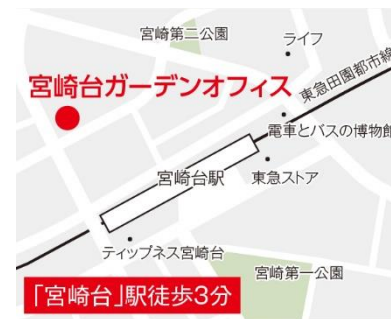 宮崎第二公園
ライフ
宮崎台ガーデンオフィス
東急田園都市線
電車とバスの博物館
宮崎台駅
東急ストア
ティップネス宮崎台
宮崎第一公園
「宮崎台」駅徒歩3分